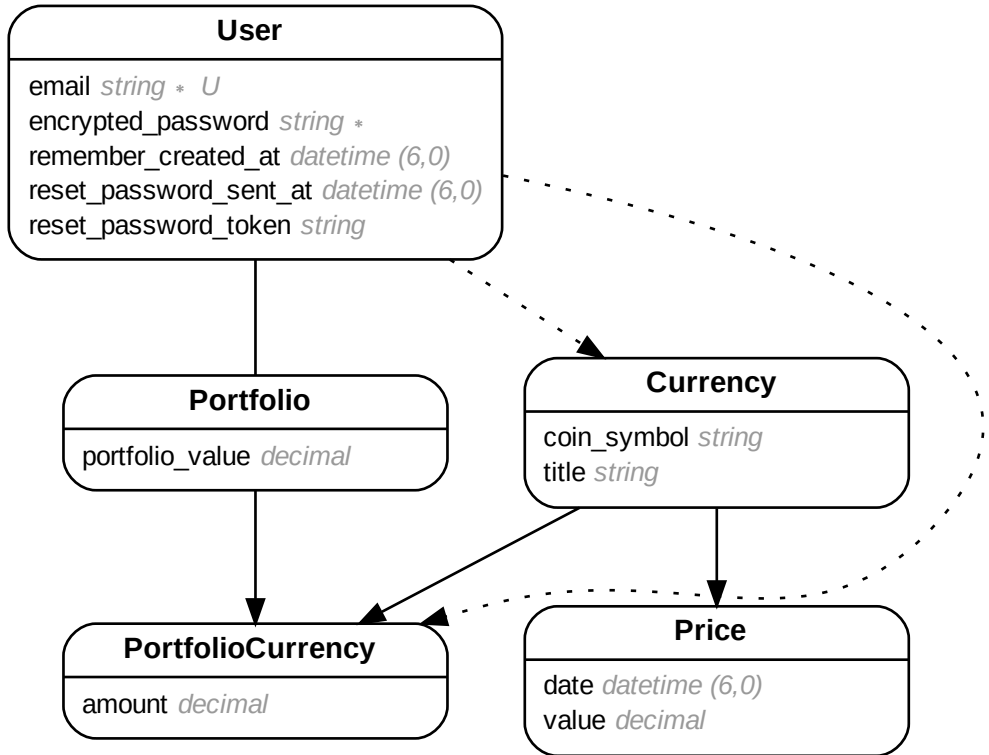 User
email string * U
encrypted_password string *
remember_created_at datetime (6,0)
reset_password_sent_at datetime (6,0)
reset_password_token string
Portfolio
portfolio_value decimal
Currency
coin_symbol string
title string
PortfolioCurrency
amount decimal
Price
date datetime (6,0)
value decimal